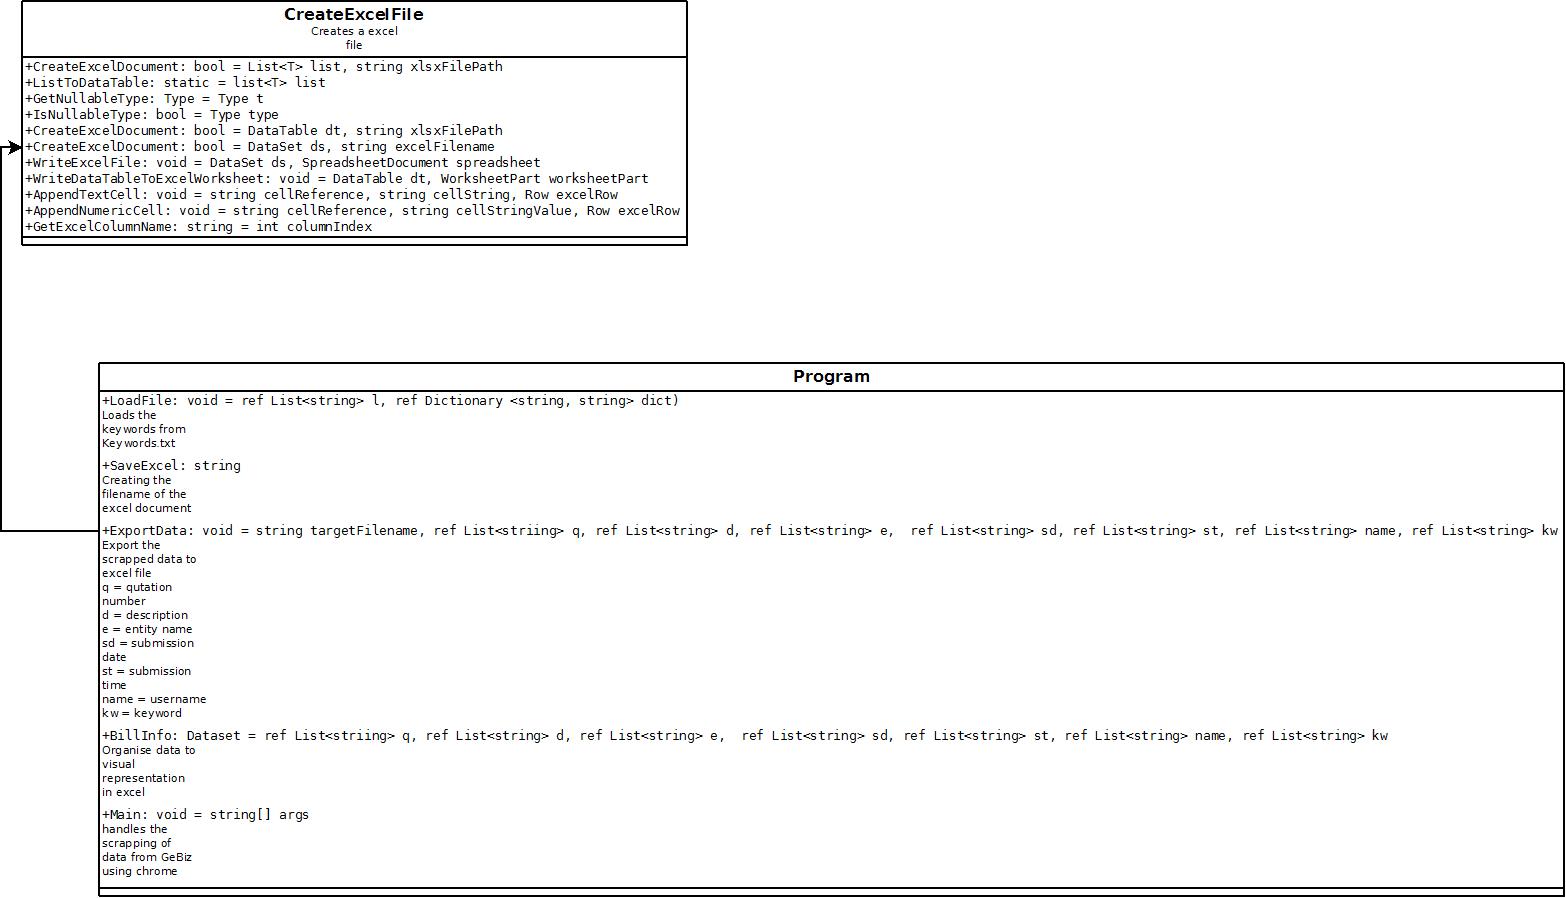 CreateExcelFile
Creates a excel
file
+CreateExcelDocument: bool = List<T> list, string xlsxFilePath
+ListToDataTable: static = list<T> list
+GetNullableType: Type = Type t
+IsNullableType: bool = Type type
+CreateExcelDocument: bool = DataTable dt, string xlsxFilePath
+CreateExcelDocument: bool = DataSet ds, string excelFilename
+WriteExcelFile: void = DataSet ds, SpreadsheetDocument spreadsheet
+WriteDataTableToExcelWorksheet: void = DataTable dt, WorksheetPart worksheetPart
+AppendTextCell: void = string cellReference, string cellString, Row excelRow
+AppendNumericCell: void = string cellReference, string cellStringValue, Row excelRow
+GetExcelColumnName: string = int columnIndex
Program
+LoadFile: void = ref List<string> l, ref Dictionary <string, string> dict)
Loads the
keywords from
Keywords.txt
+SaveExcel: string
Creating the
filename of the
excel document
+ExportData: void = string targetFilename, ref List<striing> q, ref List<string> d, ref List<string> e,  ref List<string> sd, ref List<string> st, ref List<string> name, ref List<string> kw
Export the
scrapped data to
excel file
q = qutation
number
d = description
e = entity name
sd = submission
date
st = submission
time
name = username
kw = keyword
+BillInfo: Dataset = ref List<striing> q, ref List<string> d, ref List<string> e,  ref List<string> sd, ref List<string> st, ref List<string> name, ref List<string> kw
Organise data to
visual
representation
in excel
+Main: void = string[] args
handles the
scrapping of
data from GeBiz
using chrome